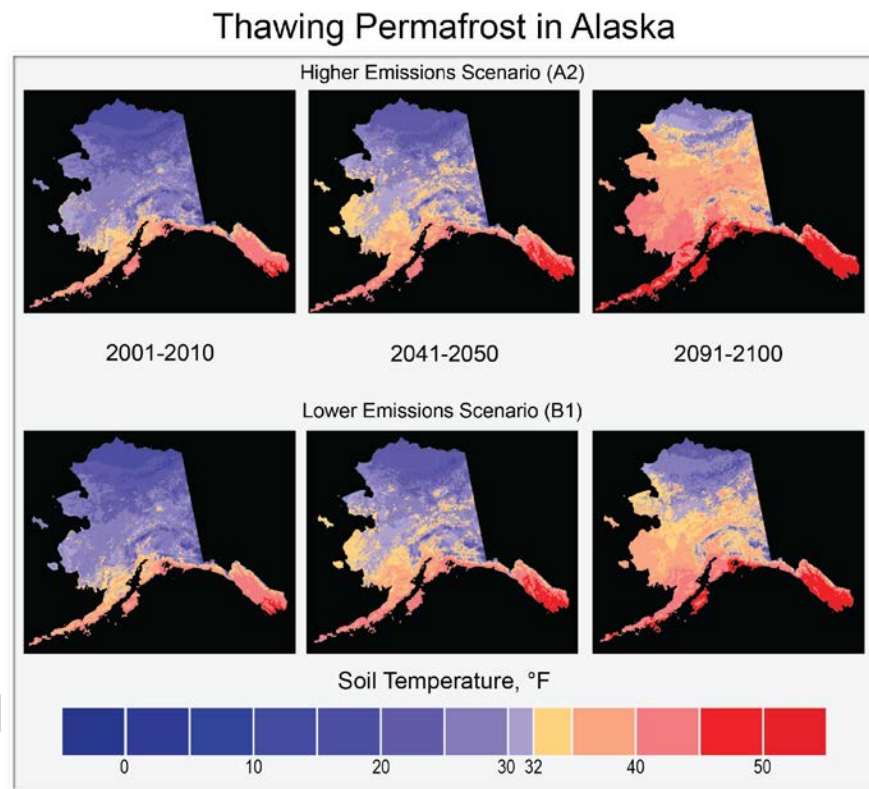 Thawing Permafrost in Alaska
Higher Emissions Scenario (A2)
2001-2010 2041-2050 2091-2100
Lower Emissions Scenario (B1)
Soil Temperature, °F
0 10 20 30 32 40 50